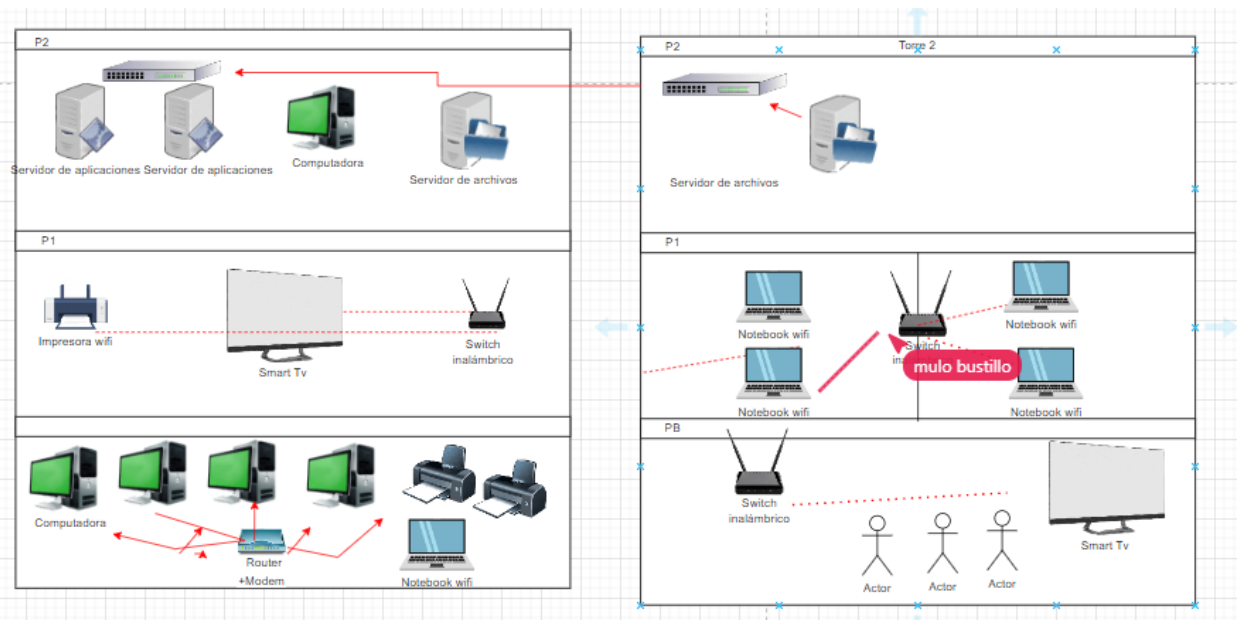 P2
Servidor de aplicaciones
Servidor de aplicaciones
Computadora
Servidor de archivos
P1
Impresora wifi
Smart Tv
Switch
inalámbrico
Computadora
Router
+Modem
Notebook wifi
P2
Torre 2
Servidor de archivos
P1
Notebook wifi
Notebook wifi
Switch
mulo bustillo
Notebook wifi
Notebook wifi
PB
Switch
inalámbrico
Actor
Actor
Actor
Smart Tv